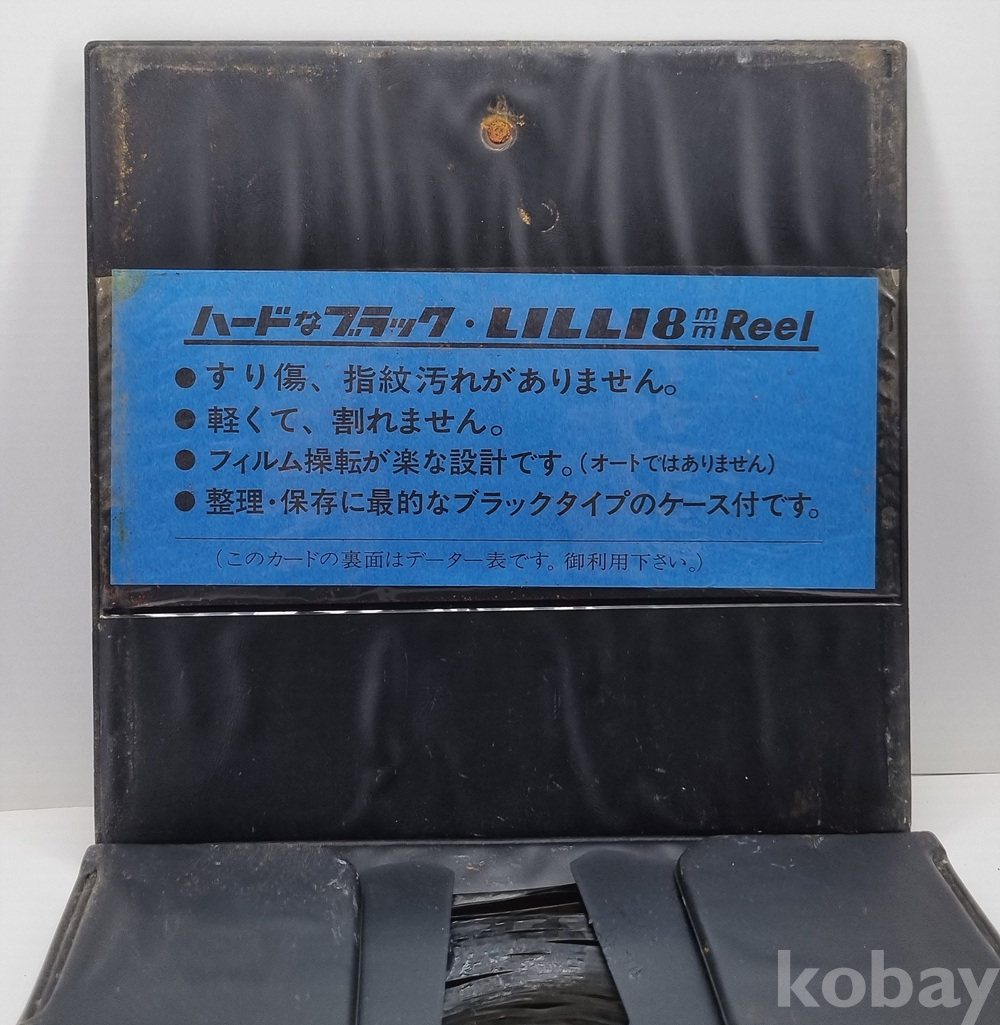 ハードなブラック・LILLI8mm Reel
●すり傷、指紋汚れがありません。
●軽くて、割れません。
●フィルム操転が楽な設計です。(オートではありません)
●整理・保存に最的なブラックタイプのケース付です。
(このカードの裏面はデーター表です。御利用下さい。)
kobay